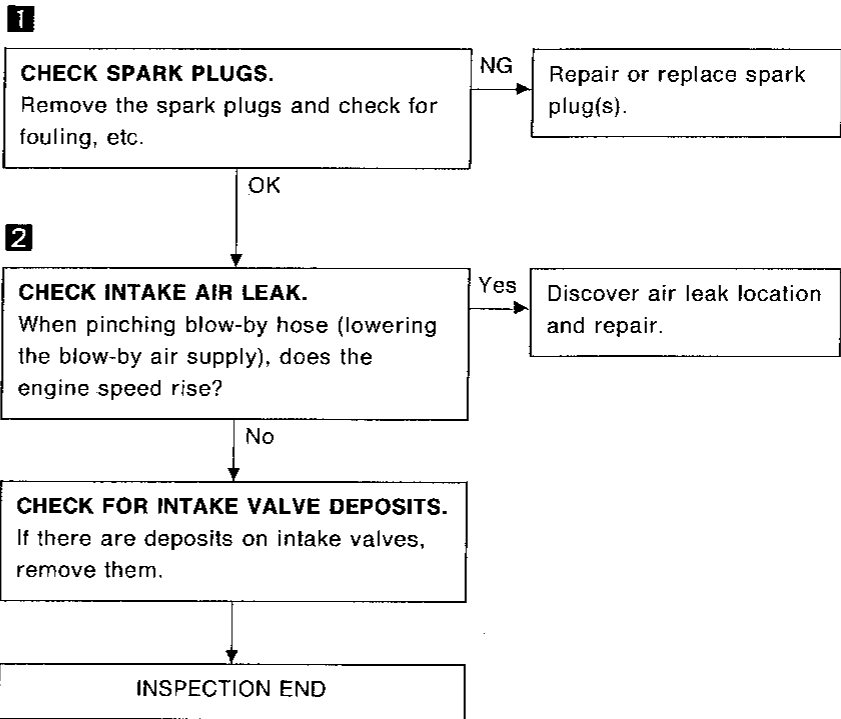 1
CHECK SPARK PLUGS.
Remove the spark plugs and check for
fouling, etc.
NG
Repair or replace spark
plug(s).
OK
2
CHECK INTAKE AIR LEAK.
When pinching blow-by hose (lowering
the blow-by air supply), does the
engine speed rise?
Yes
Discover air leak location
and repair.
No
CHECK FOR INTAKE VALVE DEPOSITS.
If there are deposits on intake valves,
remove them.
INSPECTION END